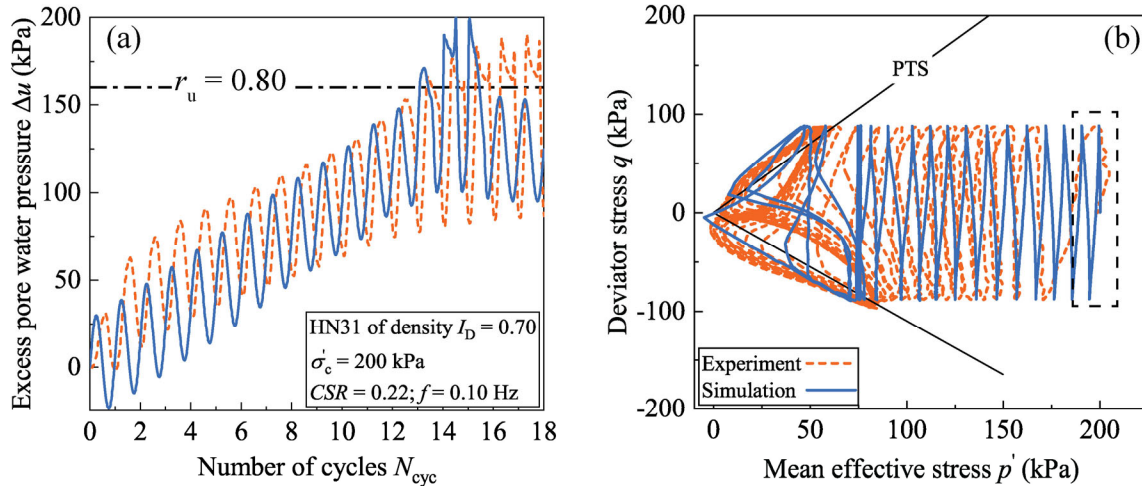 (a)
Excess pore water pressure Δu (kPa)
200
150
100
50
0
r_u = 0.80
HN31 of density I_D = 0.70
σ'_c = 200 kPa
CSR = 0.22; f = 0.10 Hz
0 2 4 6 8 10 12 14 16 18
Number of cycles N_cyc
(b)
Deviator stress q (kPa)
200
100
0
-100
-200
PTS
Experiment
Simulation
0 50 100 150 200
Mean effective stress p' (kPa)